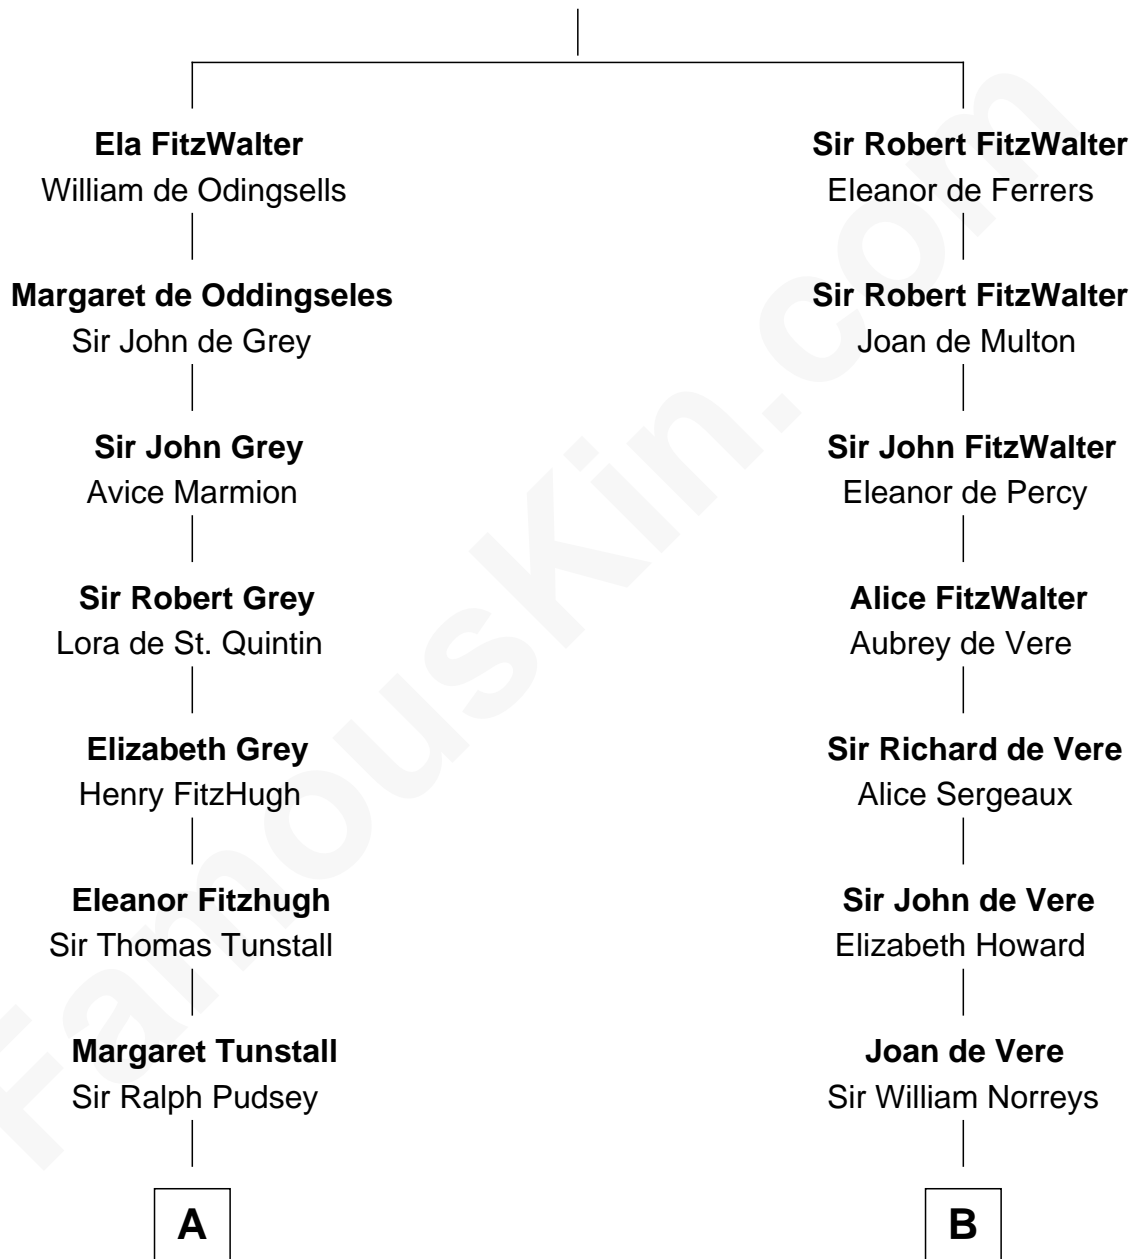 Ela FitzWalter
William de Odingsells
Margaret de Oddingseles
Sir John de Grey
Sir John Grey
Avice Marmion
Sir Robert Grey
Lora de St. Quintin
Elizabeth Grey
Henry FitzHugh
Eleanor Fitzhugh
Sir Thomas Tunstall
Margaret Tunstall
Sir Ralph Pudsey
A
Sir Robert FitzWalter
Eleanor de Ferrers
Sir Robert FitzWalter
Joan de Multon
Sir John FitzWalter
Eleanor de Percy
Alice FitzWalter
Aubrey de Vere
Sir Richard de Vere
Alice Sergeaux
Sir John de Vere
Elizabeth Howard
Joan de Vere
Sir William Norreys
B
FamousKin.com